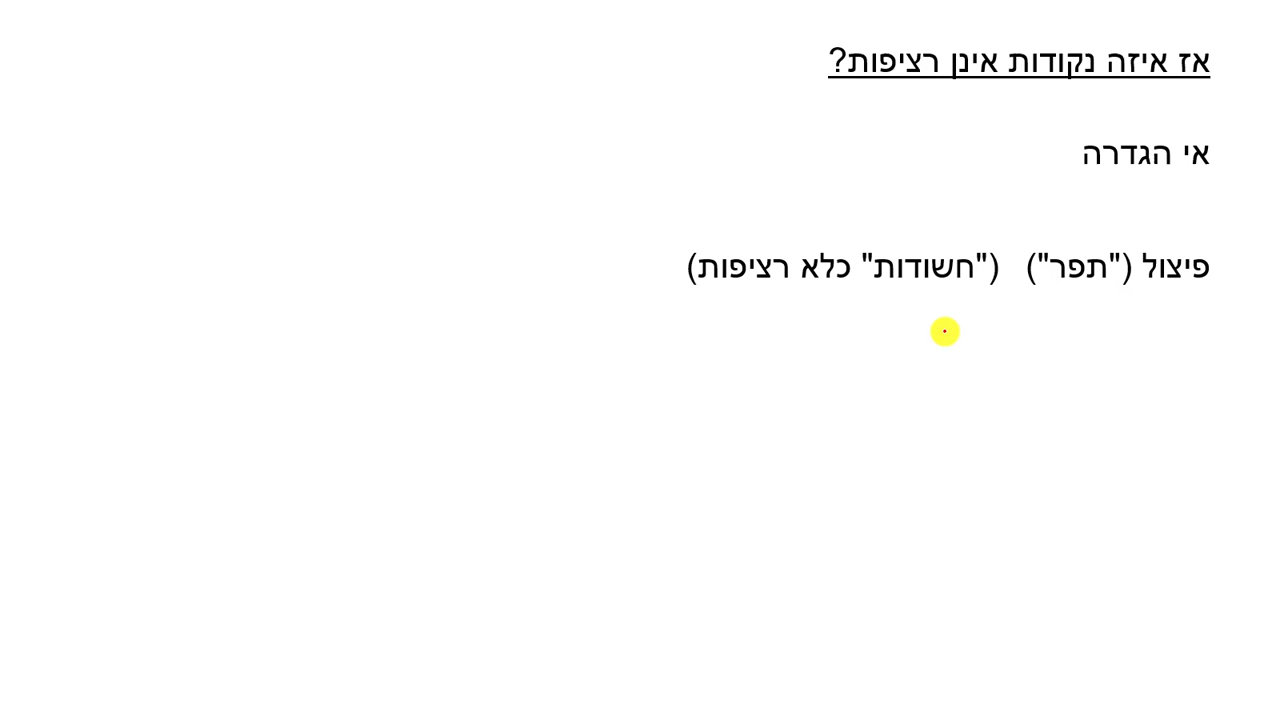 אז איזה נקודות אינן רציפות?
אי הגדרה
פיצול ("תפר") ("חשודות" כלא רציפות)